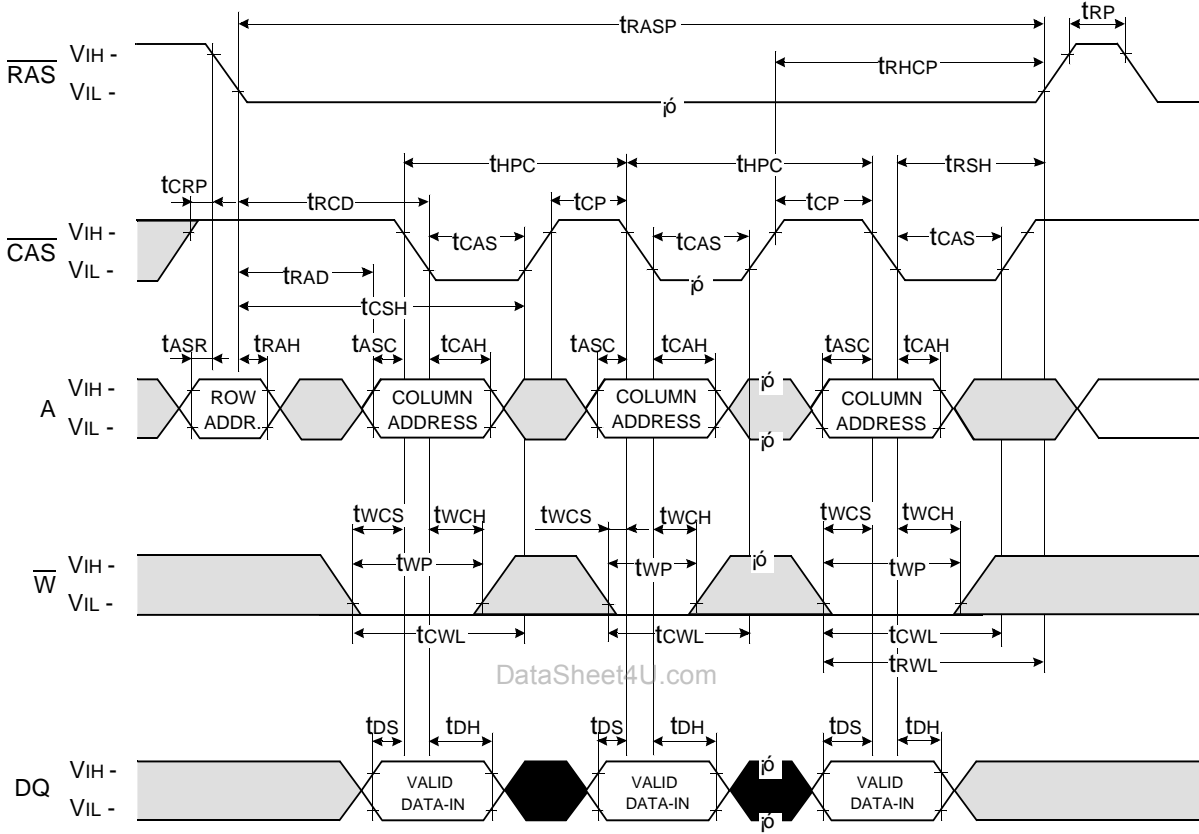 tRASP
tRP
RAS
VIH -
VIL -
tRHCP
¡ó
tHPC
tHPC
tRSH
tCRP
tRCD
tCP
tCP
CAS
VIH -
VIL -
tCAS
tCAS
tCAS
¡ó
tRAD
tCSH
tASR
tRAH
tASC
tCAH
tASC
tCAH
tASC
tCAH
A
VIH -
VIL -
ROW
ADDR.
COLUMN
ADDRESS
COLUMN
ADDRESS
¡ó
¡ó
COLUMN
ADDRESS
tWCS
tWCH
tWCS
tWCH
tWCS
tWCH
W
VIH -
VIL -
tWP
tWP
¡ó
tWP
tCWL
tCWL
tCWL
tRWL
DataSheet4U.com
tDS
tDH
tDS
tDH
tDS
tDH
DQ
VIH -
VIL -
VALID
DATA-IN
VALID
DATA-IN
¡ó
¡ó
VALID
DATA-IN